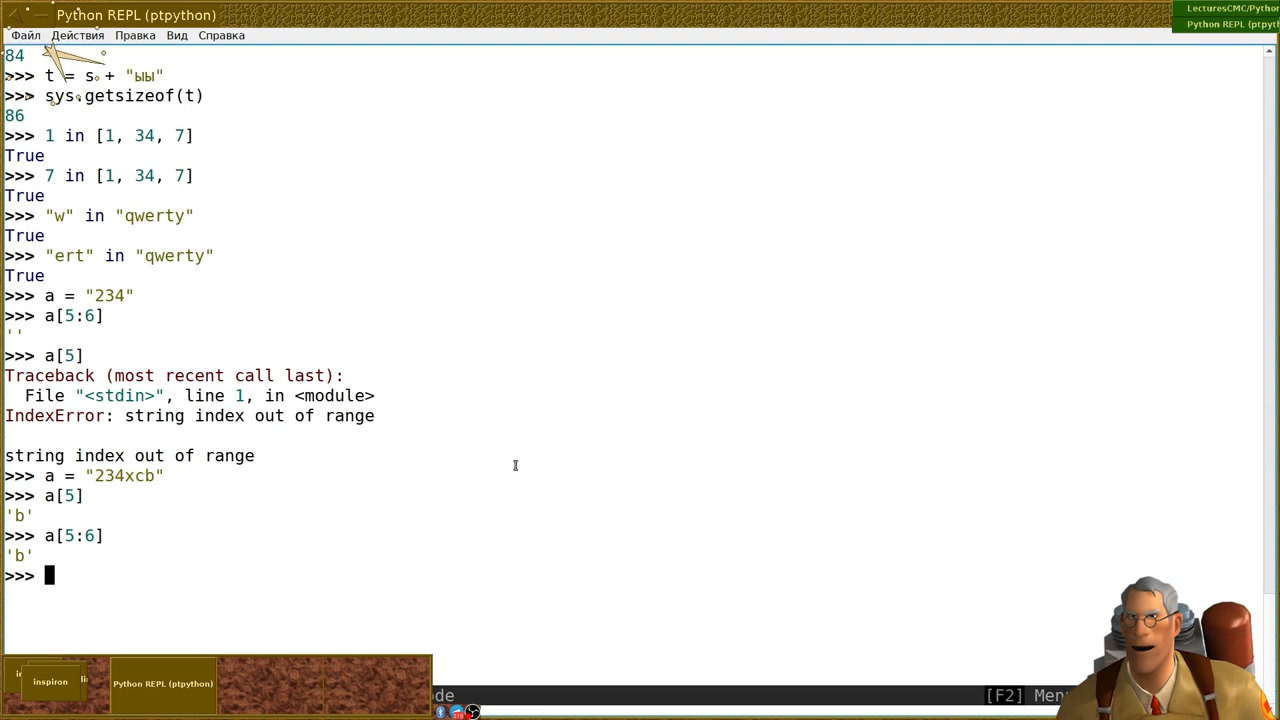 Python REPL (ptpython)
LecturesCMC/Python
Python REPL (ptpyth
Файл Действия Правка Вид Справка
84
>>> t = s + "ыы"
>>> sys.getsizeof(t)
86
>>> 1 in [1, 34, 7]
True
>>> 7 in [1, 34, 7]
True
>>> "w" in "qwerty"
True
>>> "ert" in "qwerty"
True
>>> a = "234"
>>> a[5:6]
''
>>> a[5]
Traceback (most recent call last):
  File "<stdin>", line 1, in <module>
IndexError: string index out of range
string index out of range
>>> a = "234xcb"
>>> a[5]
'b'
>>> a[5:6]
'b'
>>>
inspiron
Python REPL (ptpython)
de
[F2] Men